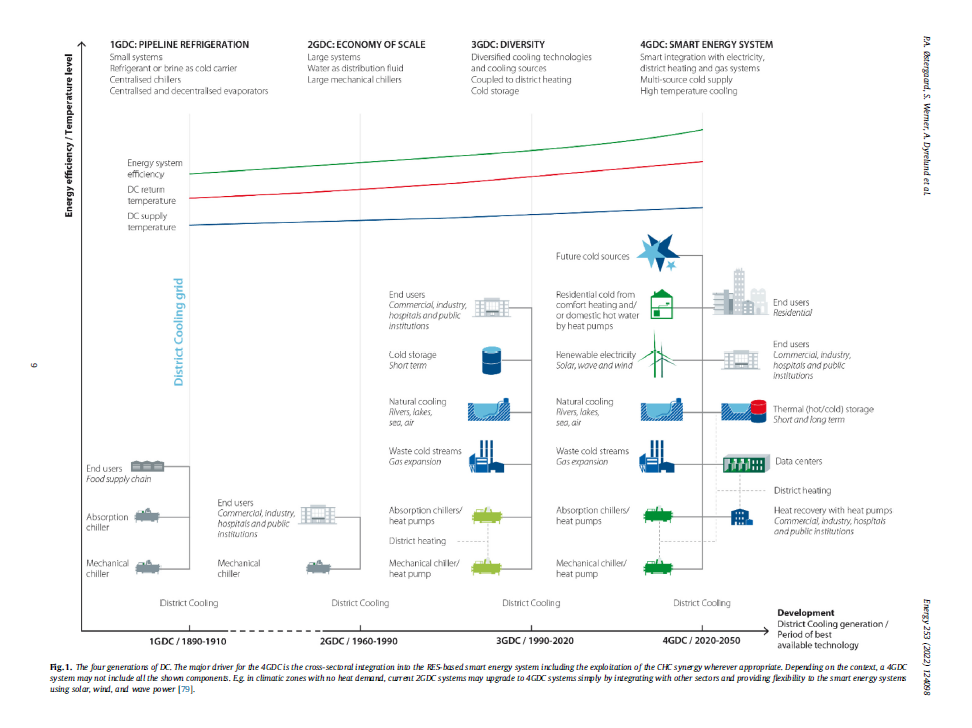 P.A. Østergaard, S. Werner, A. Dyrelund et al.
Energy 253 (2022) 124098
6
Energy efficiency / Temperature level
1GDC: PIPELINE REFRIGERATION
Small systems
Refrigerant or brine as cold carrier
Centralised chillers
Centralised and decentralised evaporators
2GDC: ECONOMY OF SCALE
Large systems
Water as distribution fluid
Large mechanical chillers
3GDC: DIVERSITY
Diversified cooling technologies
and cooling sources
Coupled to district heating
Cold storage
4GDC: SMART ENERGY SYSTEM
Smart integration with electricity,
district heating and gas systems
Multi-source cold supply
High temperature cooling
Energy system
efficiency
DC return
temperature
DC supply
temperature
District Cooling grid
End users
Food supply chain
Absorption
chiller
Mechanical
chiller
District Cooling
End users
Commercial, industry,
hospitals and public
institutions
Mechanical
chiller
District Cooling
End users
Commercial, industry,
hospitals and public
institutions
Cold storage
Short term
Natural cooling
Rivers, lakes,
sea, air
Waste cold streams
Gas expansion
Absorption chillers/
heat pumps
District heating
Mechanical chiller/
heat pump
District Cooling
Future cold sources
Residential cold from
comfort heating and/
or domestic hot water
by heat pumps
Renewable electricity
Solar, wave and wind
Natural cooling
Rivers, lakes,
sea, air
Waste cold streams
Gas expansion
Absorption chillers/
heat pumps
Mechanical chiller/
heat pump
District Cooling
End users
Residential
End users
Commercial, industry,
hospitals and public
institutions
Thermal (hot/cold) storage
Short and long term
Data centers
District heating
Heat recovery with heat pumps
Commercial, industry, hospitals
and public institutions
1GDC / 1890-1910
2GDC / 1960-1990
3GDC / 1990-2020
4GDC / 2020-2050
Development
District Cooling generation /
Period of best
available technology
Fig. 1. The four generations of DC. The major driver for the 4GDC is the cross-sectoral integration into the RES-based smart energy system including the exploitation of the CHC synergy wherever appropriate. Depending on the context, a 4GDC
system may not include all the shown components. E.g. in climatic zones with no heat demand, current 2GDC systems may upgrade to 4GDC systems simply by integrating with other sectors and providing flexibility to the smart energy systems
using solar, wind, and wave power [79].